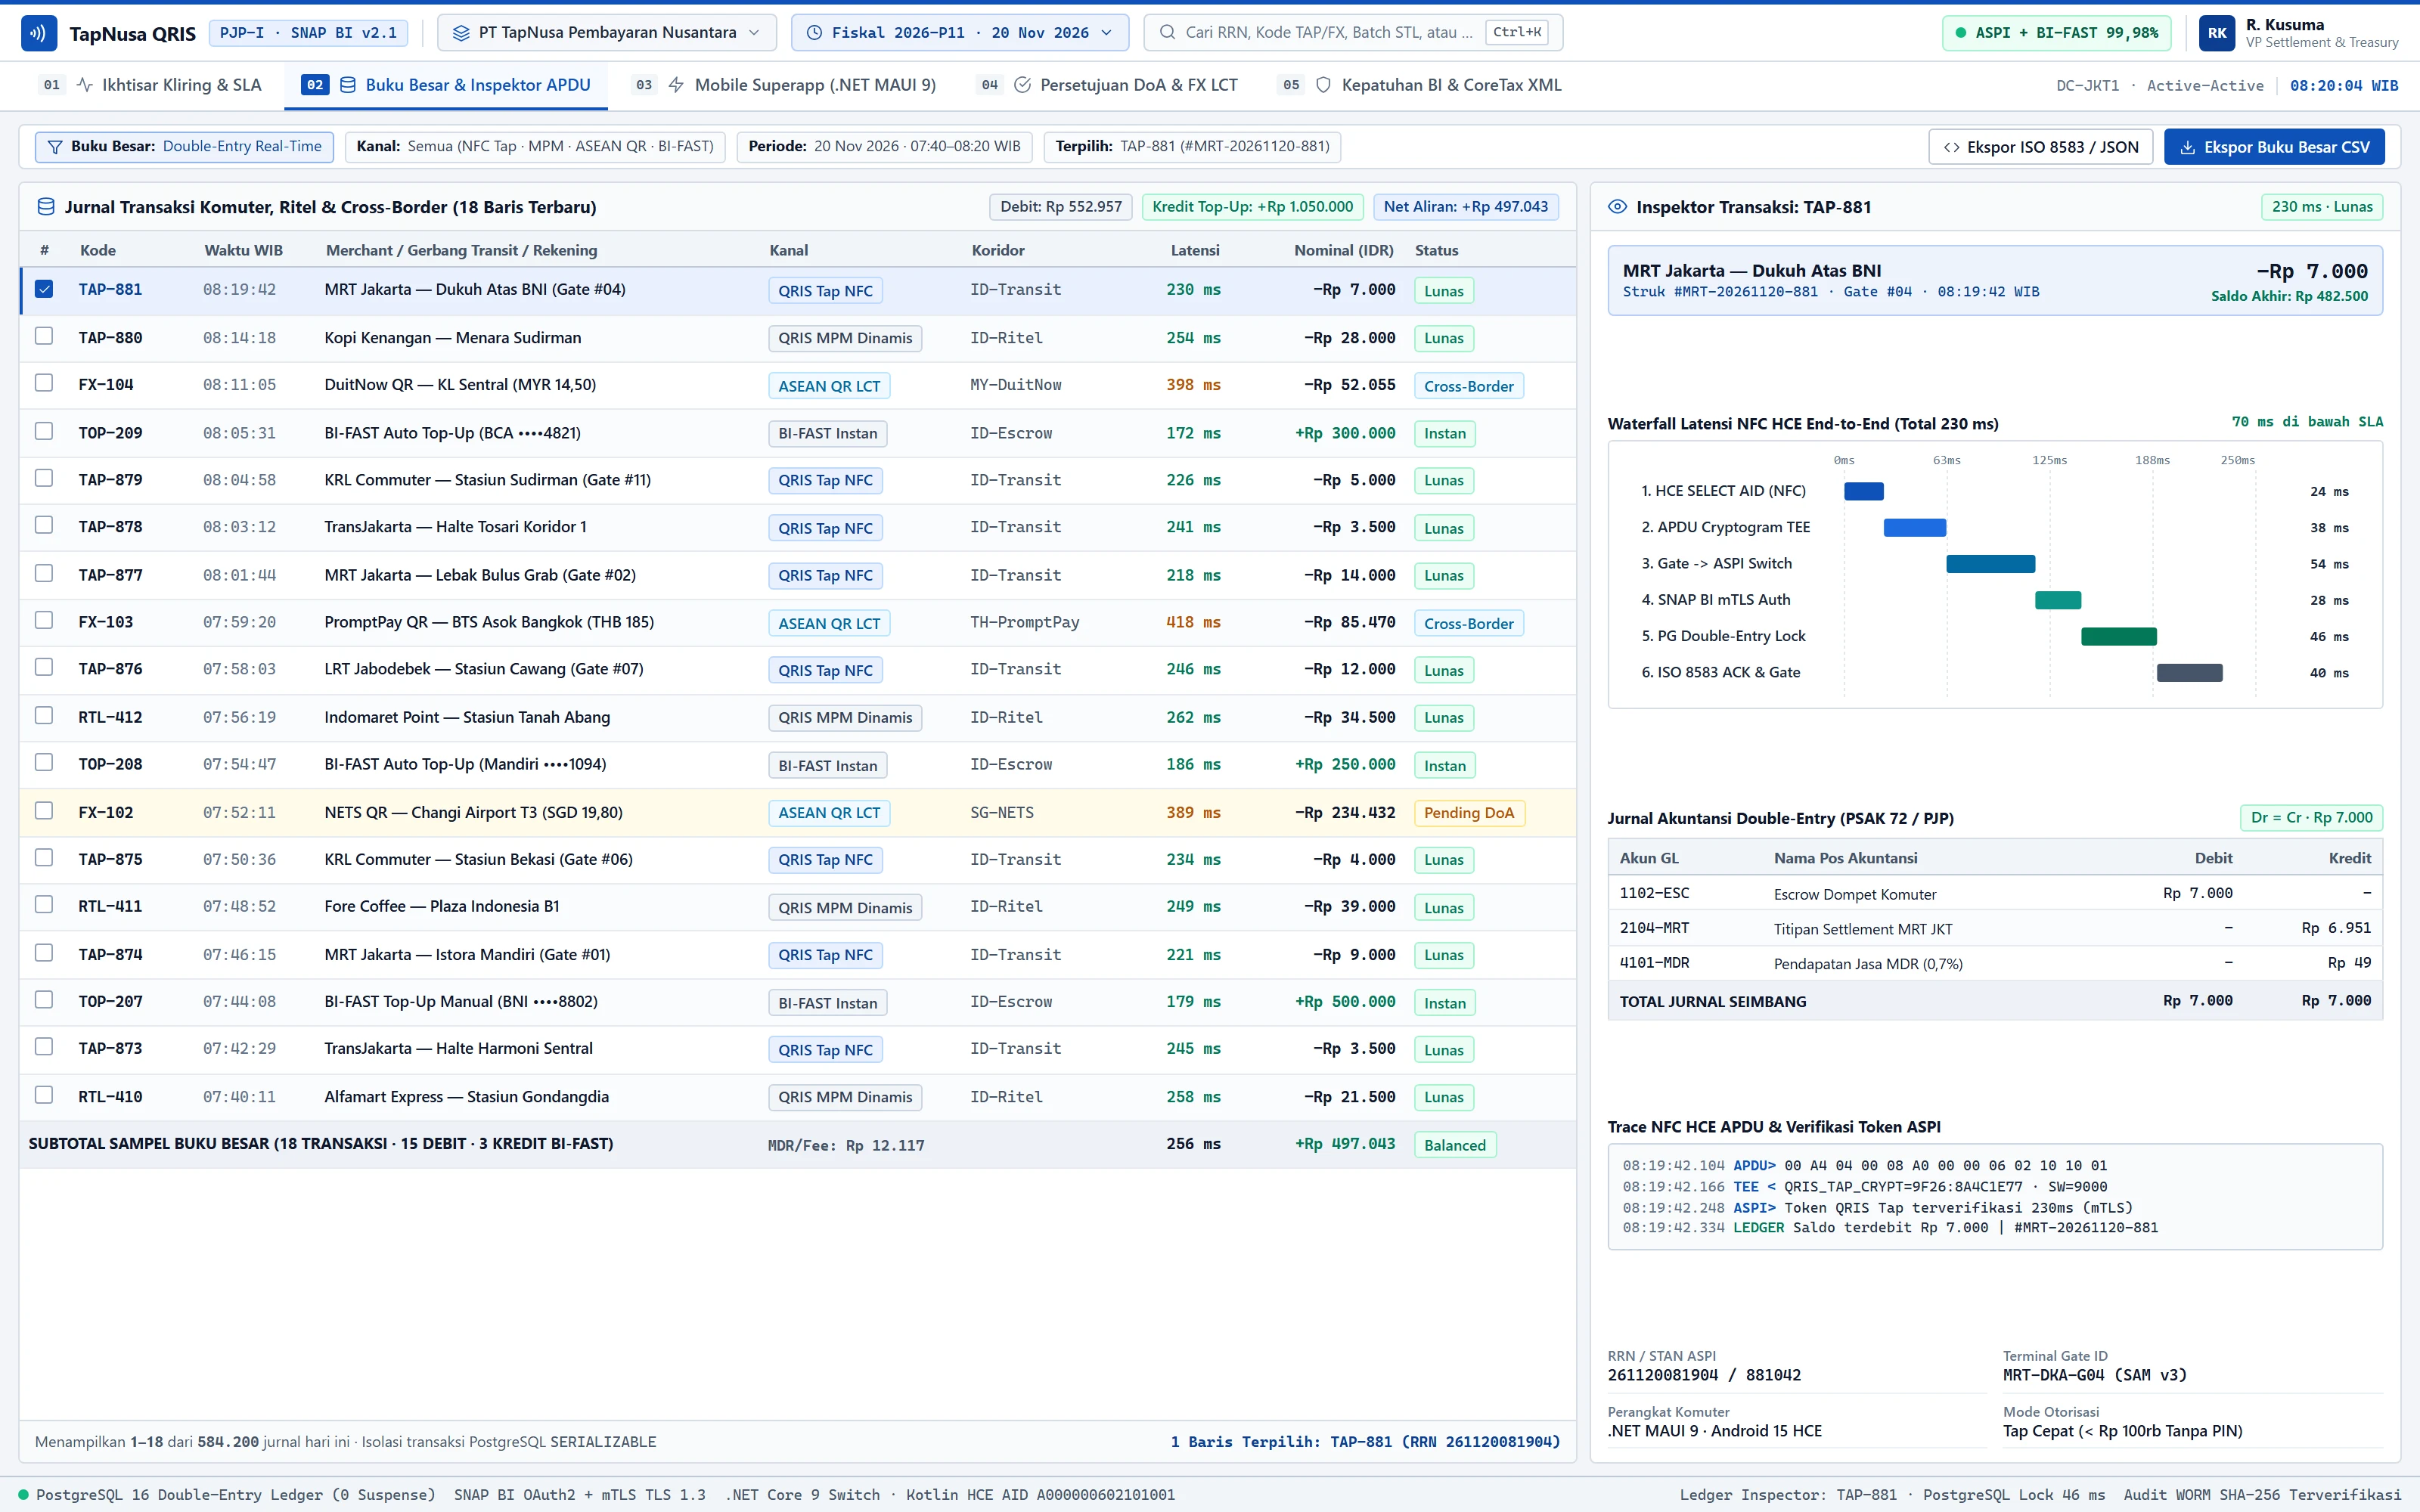 TapNusa QRIS PJP-I · SNAP BI v2.1 PT TapNusa Pembayaran Nusantara Fiskal 2026-P11 · 20 Nov 2026 Cari RRN, Kode TAP/FX, Batch STL, atau ... Ctrl+K ASPI + BI-FAST 99,98% RK R. Kusuma
VP Settlement & Treasury
01 Ikhtisar Kliring & SLA 02 Buku Besar & Inspektor APDU 03 Mobile Superapp (.NET MAUI 9) 04 Persetujuan DoA & FX LCT 05 Kepatuhan BI & CoreTax XML DC-JKT1 · Active-Active 08:20:04 WIB
Buku Besar: Double-Entry Real-Time Kanal: Semua (NFC Tap · MPM · ASEAN QR · BI-FAST) Periode: 20 Nov 2026 · 07:40–08:20 WIB Terpilih: TAP-881 (#MRT-20261120-881) Ekspor ISO 8583 / JSON Ekspor Buku Besar CSV
Jurnal Transaksi Komuter, Ritel & Cross-Border (18 Baris Terbaru) Debit: Rp 552.957 Kredit Top-Up: +Rp 1.050.000 Net Aliran: +Rp 497.043
# Kode Waktu WIB Merchant / Gerbang Transit / Rekening Kanal Koridor Latensi Nominal (IDR) Status
TAP-881 08:19:42 MRT Jakarta — Dukuh Atas BNI (Gate #04) QRIS Tap NFC ID-Transit 230 ms −Rp 7.000 Lunas
TAP-880 08:14:18 Kopi Kenangan — Menara Sudirman QRIS MPM Dinamis ID-Ritel 254 ms −Rp 28.000 Lunas
FX-104 08:11:05 DuitNow QR — KL Sentral (MYR 14,50) ASEAN QR LCT MY-DuitNow 398 ms −Rp 52.055 Cross-Border
TOP-209 08:05:31 BI-FAST Auto Top-Up (BCA ••••4821) BI-FAST Instan ID-Escrow 172 ms +Rp 300.000 Instan
TAP-879 08:04:58 KRL Commuter — Stasiun Sudirman (Gate #11) QRIS Tap NFC ID-Transit 226 ms −Rp 5.000 Lunas
TAP-878 08:03:12 TransJakarta — Halte Tosari Koridor 1 QRIS Tap NFC ID-Transit 241 ms −Rp 3.500 Lunas
TAP-877 08:01:44 MRT Jakarta — Lebak Bulus Grab (Gate #02) QRIS Tap NFC ID-Transit 218 ms −Rp 14.000 Lunas
FX-103 07:59:20 PromptPay QR — BTS Asok Bangkok (THB 185) ASEAN QR LCT TH-PromptPay 418 ms −Rp 85.470 Cross-Border
TAP-876 07:58:03 LRT Jabodebek — Stasiun Cawang (Gate #07) QRIS Tap NFC ID-Transit 246 ms −Rp 12.000 Lunas
RTL-412 07:56:19 Indomaret Point — Stasiun Tanah Abang QRIS MPM Dinamis ID-Ritel 262 ms −Rp 34.500 Lunas
TOP-208 07:54:47 BI-FAST Auto Top-Up (Mandiri ••••1094) BI-FAST Instan ID-Escrow 186 ms +Rp 250.000 Instan
FX-102 07:52:11 NETS QR — Changi Airport T3 (SGD 19,80) ASEAN QR LCT SG-NETS 389 ms −Rp 234.432 Pending DoA
TAP-875 07:50:36 KRL Commuter — Stasiun Bekasi (Gate #06) QRIS Tap NFC ID-Transit 234 ms −Rp 4.000 Lunas
RTL-411 07:48:52 Fore Coffee — Plaza Indonesia B1 QRIS MPM Dinamis ID-Ritel 249 ms −Rp 39.000 Lunas
TAP-874 07:46:15 MRT Jakarta — Istora Mandiri (Gate #01) QRIS Tap NFC ID-Transit 221 ms −Rp 9.000 Lunas
TOP-207 07:44:08 BI-FAST Top-Up Manual (BNI ••••8802) BI-FAST Instan ID-Escrow 179 ms +Rp 500.000 Instan
TAP-873 07:42:29 TransJakarta — Halte Harmoni Sentral QRIS Tap NFC ID-Transit 245 ms −Rp 3.500 Lunas
RTL-410 07:40:11 Alfamart Express — Stasiun Gondangdia QRIS MPM Dinamis ID-Ritel 258 ms −Rp 21.500 Lunas
SUBTOTAL SAMPEL BUKU BESAR (18 TRANSAKSI · 15 DEBIT · 3 KREDIT BI-FAST) MDR/Fee: Rp 12.117 256 ms +Rp 497.043 Balanced
Menampilkan 1–18 dari 584.200 jurnal hari ini · Isolasi transaksi PostgreSQL SERIALIZABLE 1 Baris Terpilih: TAP-881 (RRN 261120081904)
Inspektor Transaksi: TAP-881 230 ms · Lunas
MRT Jakarta — Dukuh Atas BNI −Rp 7.000
Struk #MRT-20261120-881 · Gate #04 · 08:19:42 WIB Saldo Akhir: Rp 482.500
Waterfall Latensi NFC HCE End-to-End (Total 230 ms) 70 ms di bawah SLA
0ms 63ms 125ms 188ms 250ms
1. HCE SELECT AID (NFC) 24 ms
2. APDU Cryptogram TEE 38 ms
3. Gate -> ASPI Switch 54 ms
4. SNAP BI mTLS Auth 28 ms
5. PG Double-Entry Lock 46 ms
6. ISO 8583 ACK & Gate 40 ms
Jurnal Akuntansi Double-Entry (PSAK 72 / PJP) Dr = Cr · Rp 7.000
Akun GL Nama Pos Akuntansi Debit Kredit
1102-ESC Escrow Dompet Komuter Rp 7.000 –
2104-MRT Titipan Settlement MRT JKT – Rp 6.951
4101-MDR Pendapatan Jasa MDR (0,7%) – Rp 49
TOTAL JURNAL SEIMBANG Rp 7.000 Rp 7.000
Trace NFC HCE APDU & Verifikasi Token ASPI
08:19:42.104 APDU> 00 A4 04 00 08 A0 00 00 06 02 10 10 01
08:19:42.166 TEE < QRIS_TAP_CRYPT=9F26:8A4C1E77 · SW=9000
08:19:42.248 ASPI> Token QRIS Tap terverifikasi 230ms (mTLS)
08:19:42.334 LEDGER Saldo terdebit Rp 7.000 | #MRT-20261120-881
RRN / STAN ASPI Terminal Gate ID
261120081904 / 881042 MRT-DKA-G04 (SAM v3)
Perangkat Komuter Mode Otorisasi
.NET MAUI 9 · Android 15 HCE Tap Cepat (< Rp 100rb Tanpa PIN)
PostgreSQL 16 Double-Entry Ledger (0 Suspense) SNAP BI OAuth2 + mTLS TLS 1.3 .NET Core 9 Switch · Kotlin HCE AID A000000602101001 Ledger Inspector: TAP-881 · PostgreSQL Lock 46 ms Audit WORM SHA-256 Terverifikasi